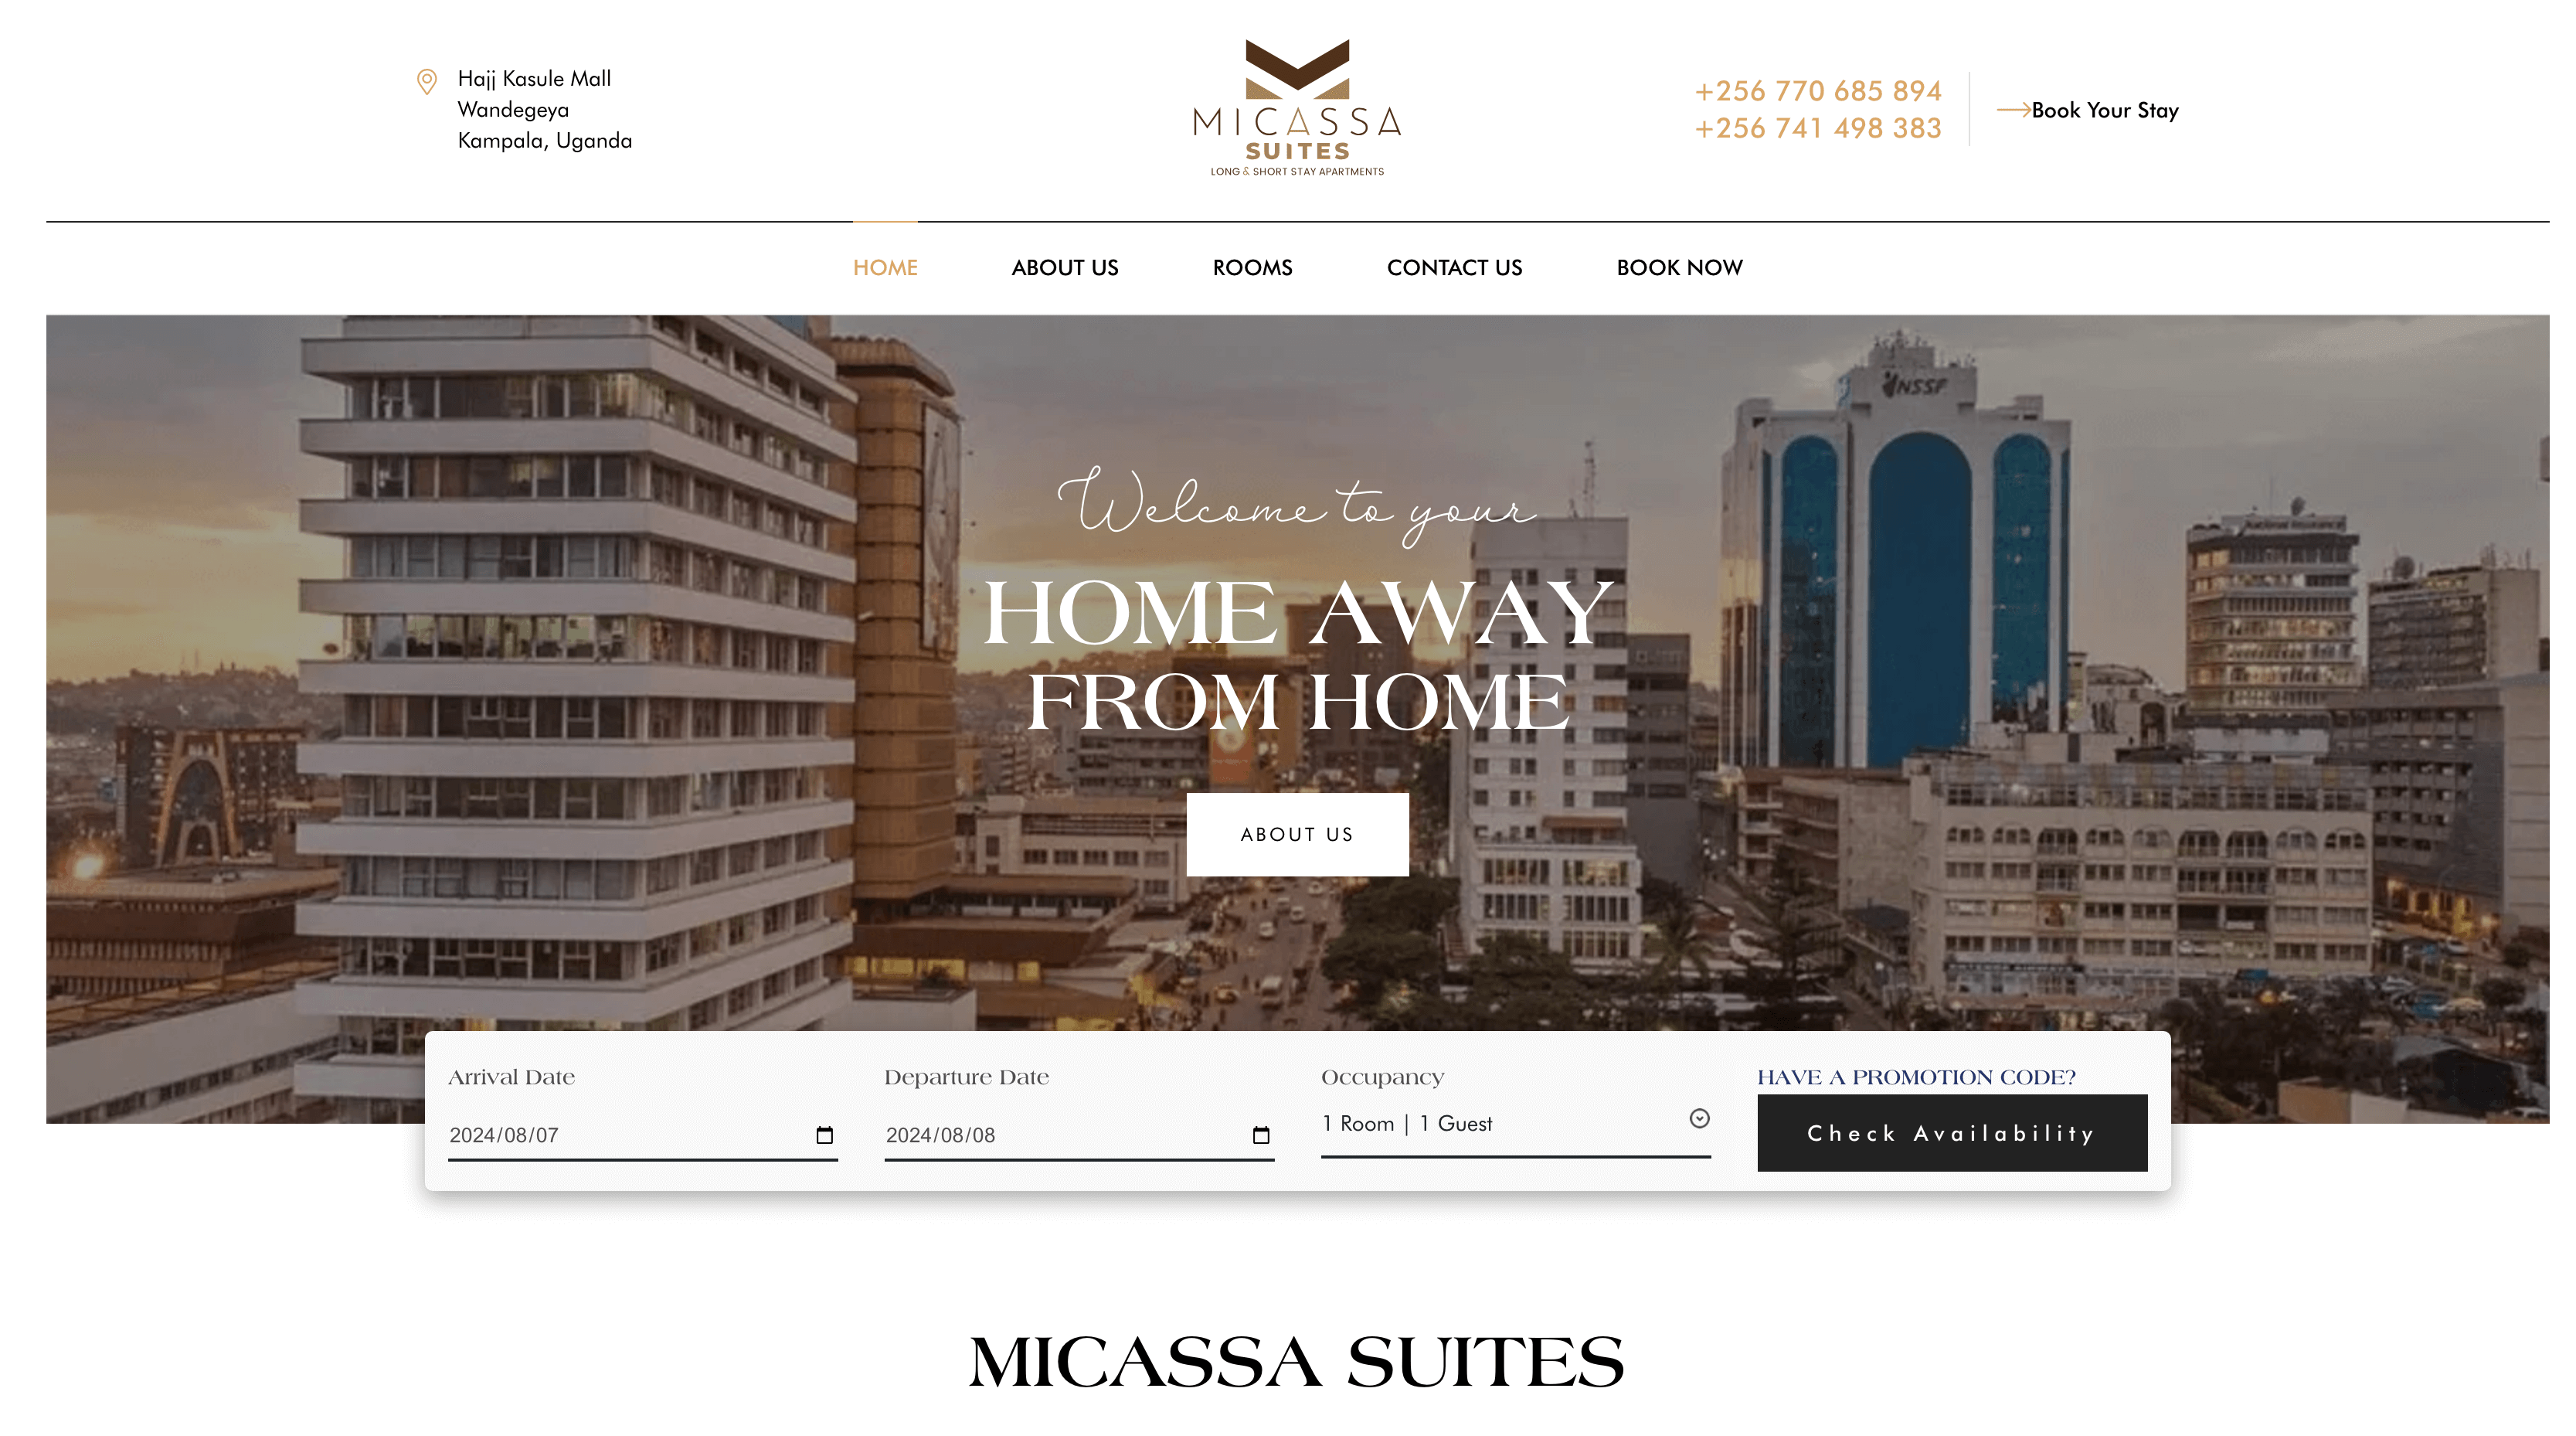 Hajj Kasule Mall
Wandegeya
Kampala, Uganda
MICASSA
SUITES
LONG & SHORT STAY APARTMENTS
+256 770 685 894
+256 741 498 383
Book Your Stay
HOME
ABOUT US
ROOMS
CONTACT US
BOOK NOW
NSSF
Welcome to your
HOME AWAY
FROM HOME
ABOUT US
Arrival Date
2024/08/07
Departure Date
2024/08/08
Occupancy
1 Room | 1 Guest
HAVE A PROMOTION CODE?
Check Availability
MICASSA SUITES